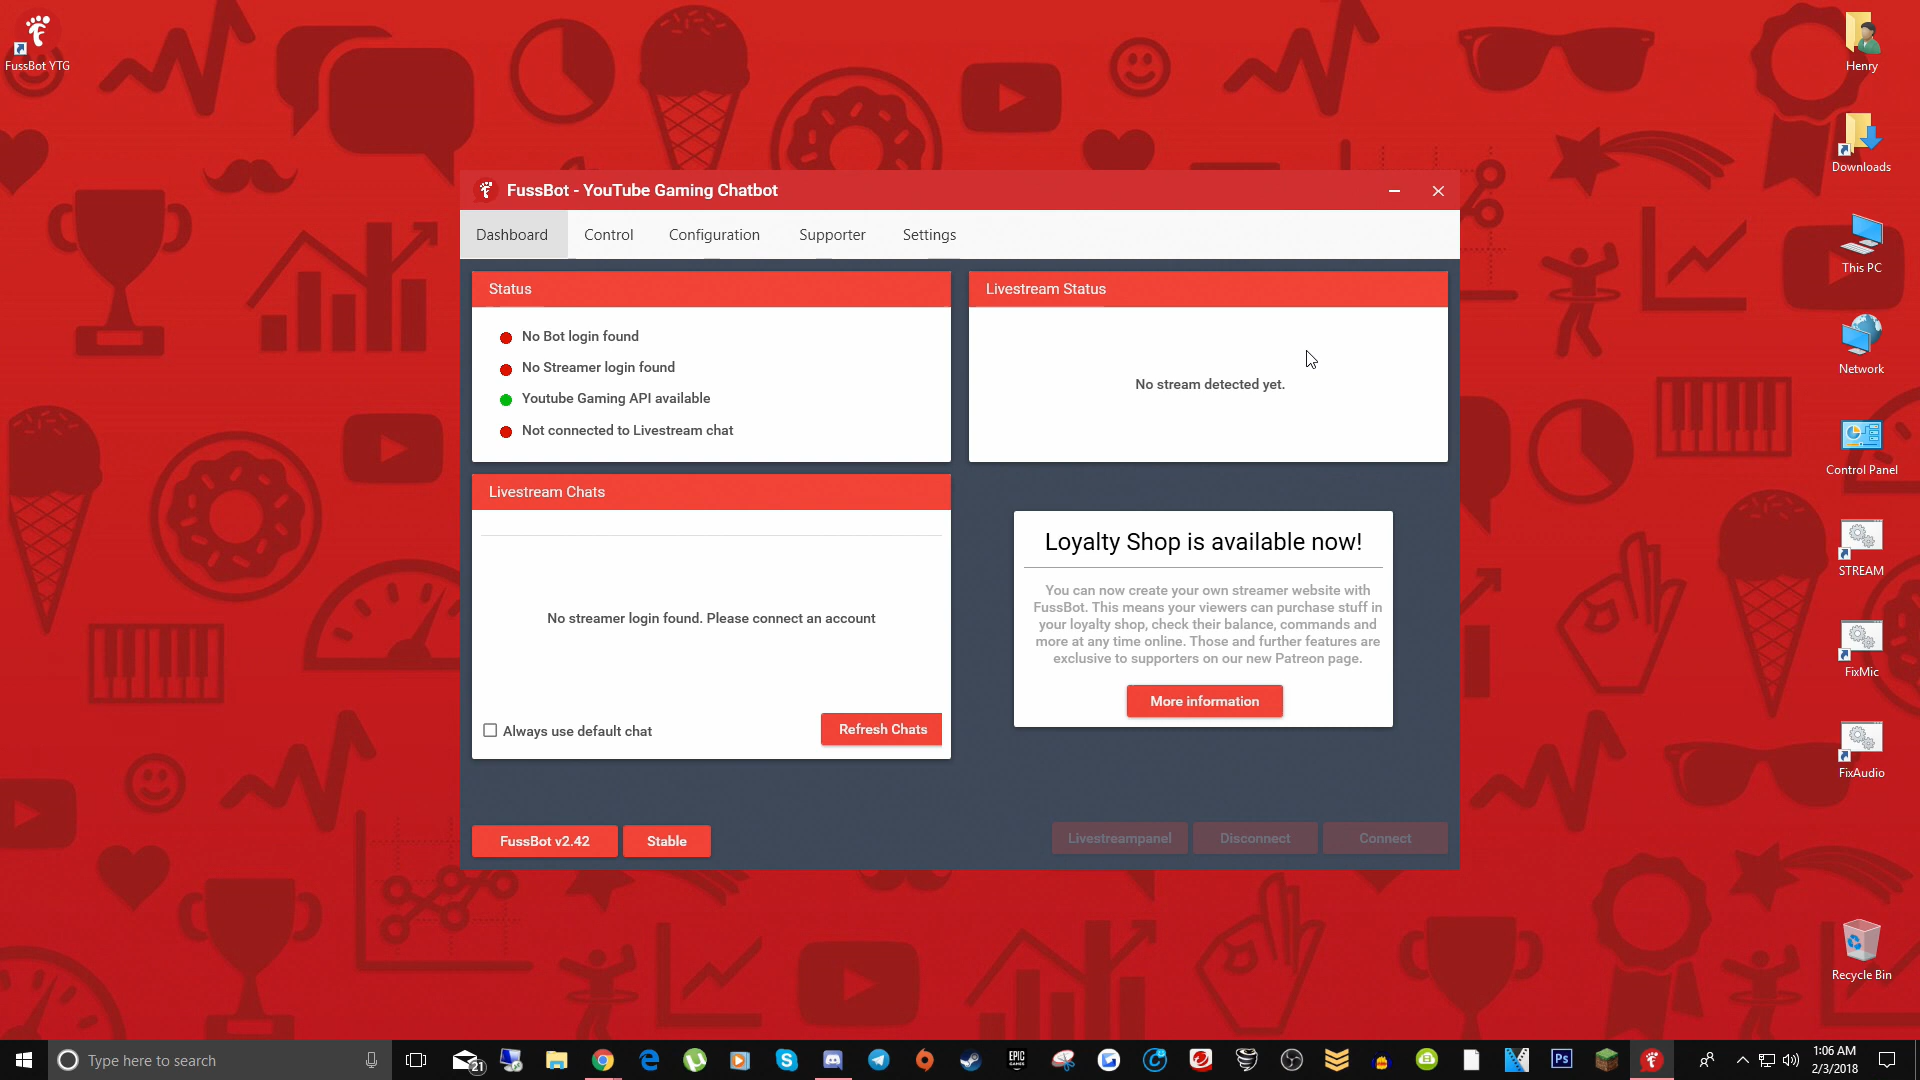 FussBot YTG
Henry
Downloads
This PC
Network
Control Panel
STREAM
FixMic
FixAudio
Recycle Bin
FussBot - YouTube Gaming Chatbot
Dashboard
Control
Configuration
Supporter
Settings
Status
No Bot login found
No Streamer login found
Youtube Gaming API available
Not connected to Livestream chat
Livestream Status
No stream detected yet.
Livestream Chats
No streamer login found. Please connect an account
Always use default chat
Refresh Chats
Loyalty Shop is available now!
You can now create your own streamer website with
FussBot. This means your viewers can purchase stuff in
your loyalty shop, check their balance, commands and
more at any time online. Those and further features are
exclusive to supporters on our new Patreon page.
More information
FussBot v2.42
Stable
Livestreampanel
Disconnect
Connect
Type here to search
21
EPIC
GAMES
Ps
1:06 AM
2/3/2018